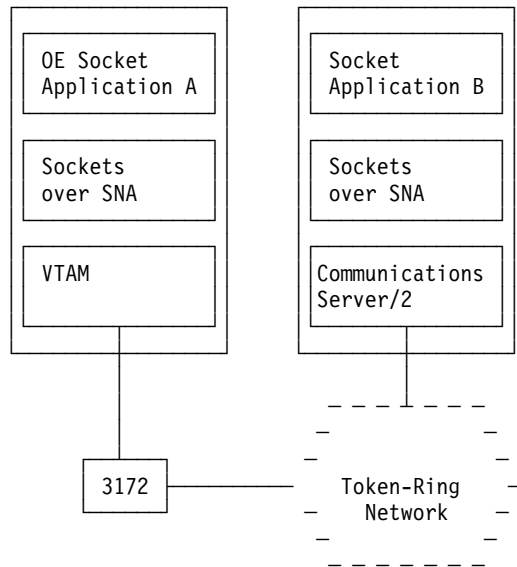 OE Socket
Application A
Sockets
over SNA
VTAM
Socket
Application B
Sockets
over SNA
Communications
Server/2
3172
Token-Ring
Network